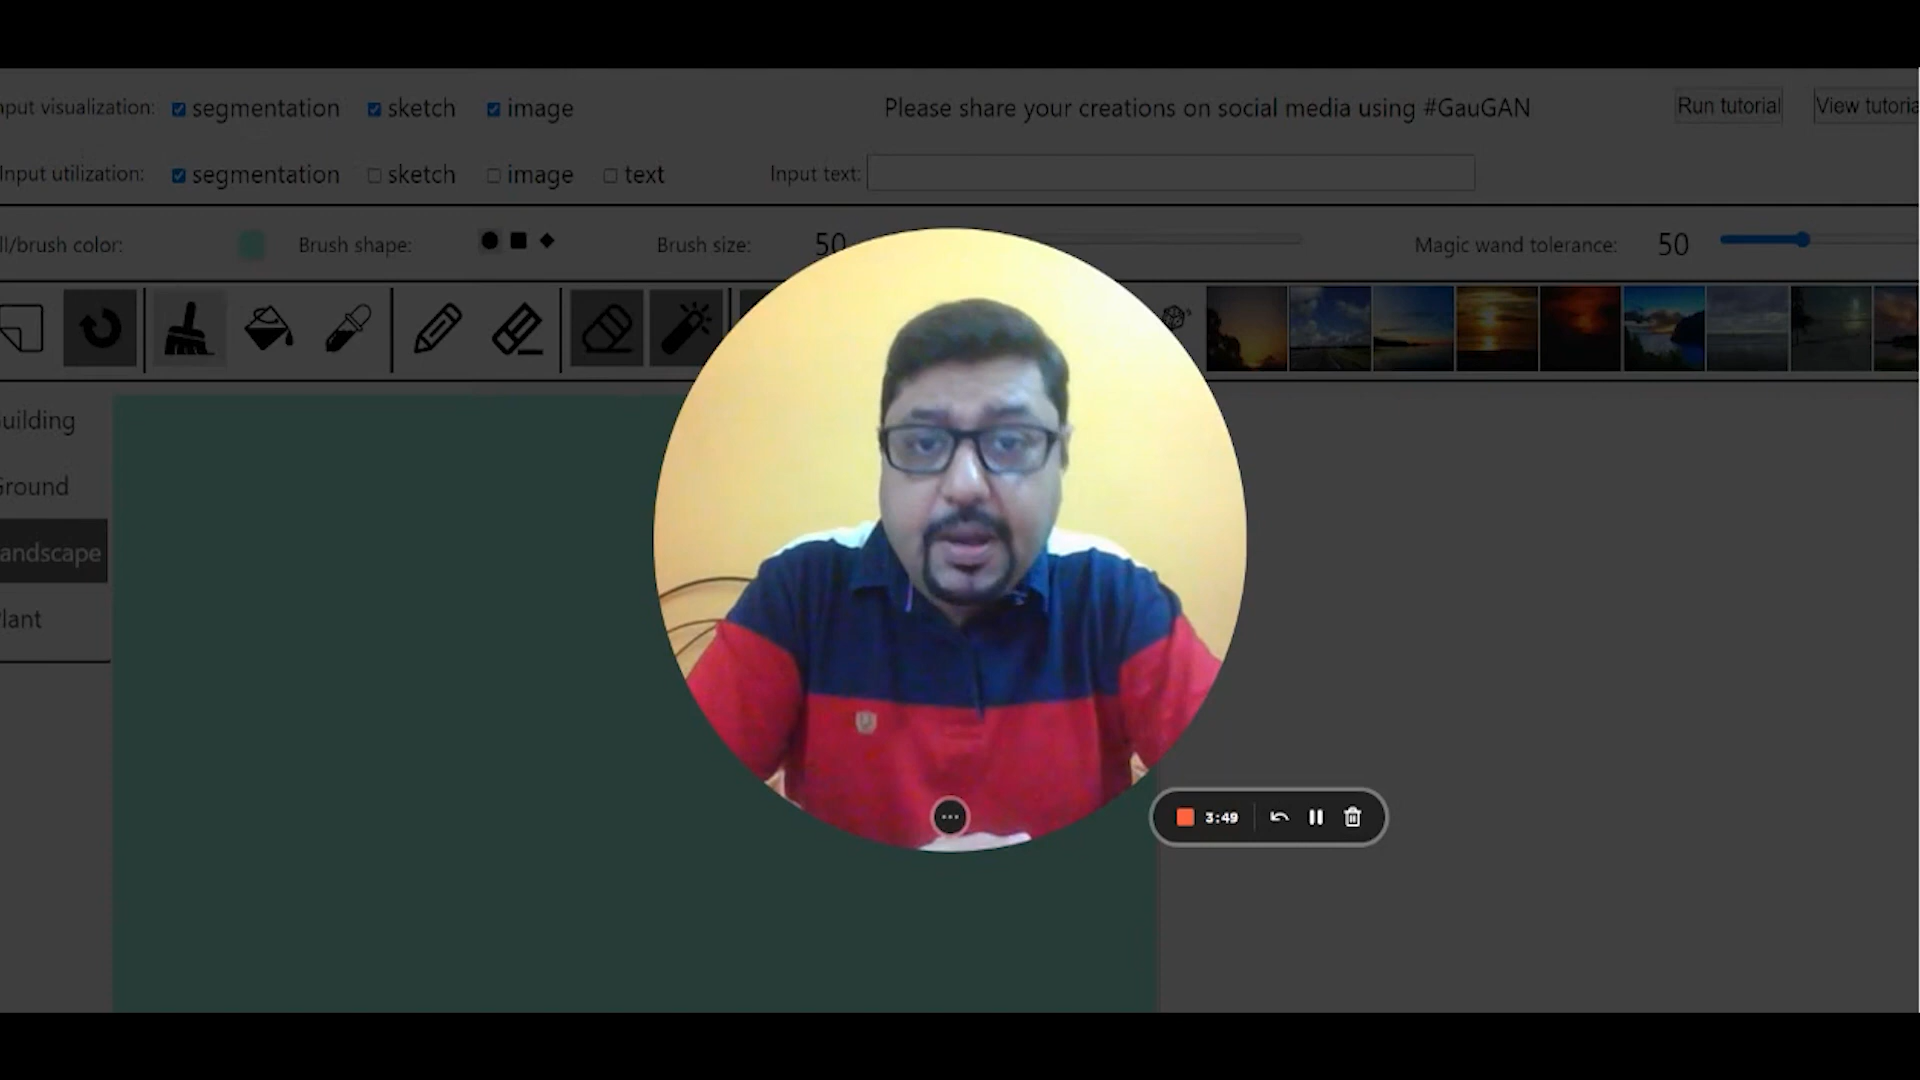 nput visualization: segmentation sketch image Please share your creations on social media using #GauGAN Run tutorial View tutoria
Input utilization: segmentation sketch image text Input text:
ll/brush color: Brush shape: Brush size: 50 Magic wand tolerance: 50
uilding
Ground
andscape
lant
3:49